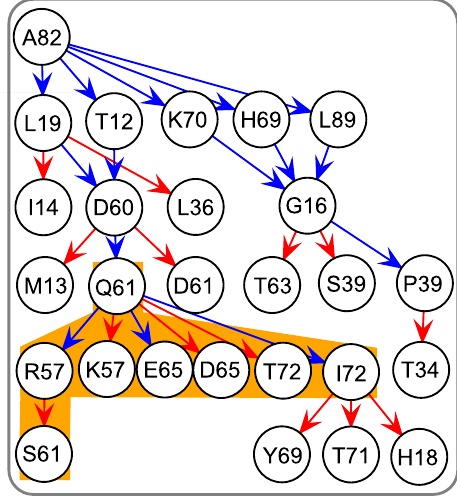 A82
L19 T12 K70 H69 L89
I14 D60 L36 G16
M13 Q61 D61 T63 S39 P39
R57 K57 E65 D65 T72 I72 T34
S61 Y69 T71 H18